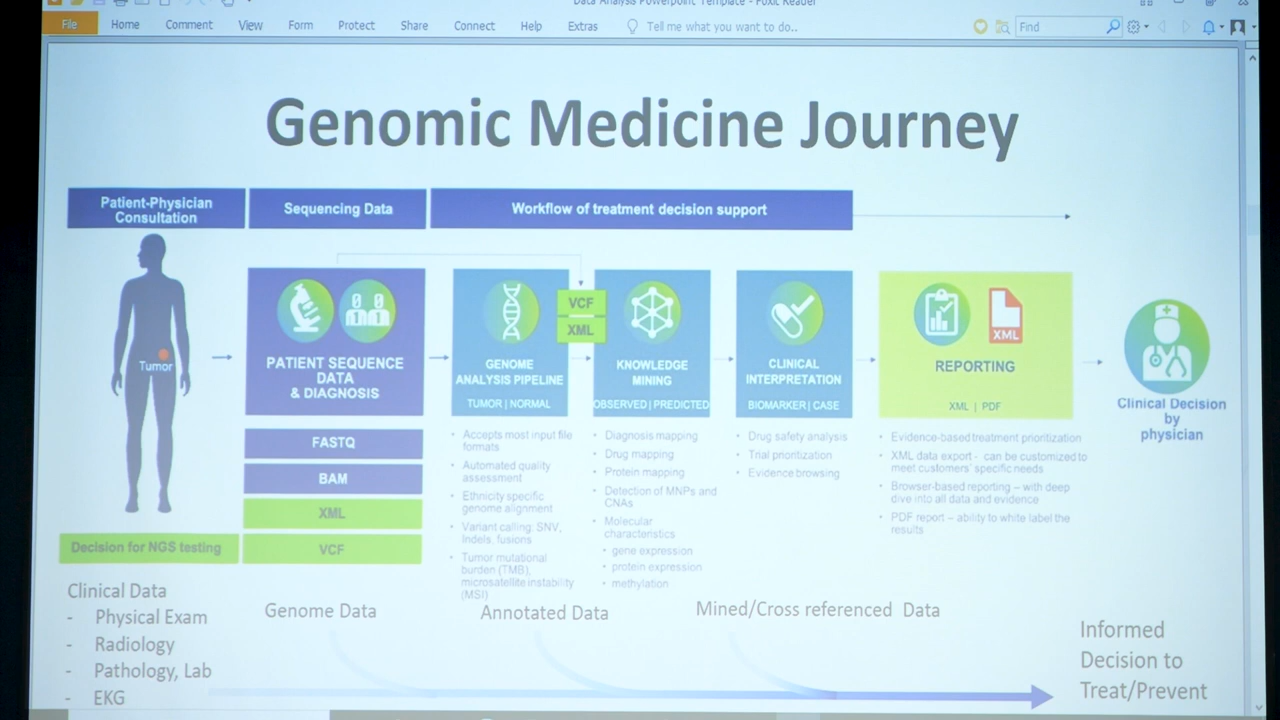 Data Analysis Powerpoint Template - Foxit Reader
File Home Comment View Form Protect Share Connect Help Extras Tell me what you want to do.. Find
Genomic Medicine Journey
Patient-Physician
Consultation
Sequencing Data
Workflow of treatment decision support
Tumor
Decision for NGS testing
PATIENT SEQUENCE
DATA
& DIAGNOSIS
FASTQ
BAM
XML
VCF
GENOME
ANALYSIS PIPELINE
TUMOR | NORMAL
• Accepts most input file
formats
• Automated quality
assessment
• Ethnicity specific
genome alignment
• Variant calling: SNV,
Indels, fusions
• Tumor mutational
burden (TMB),
microsatellite instability
(MSI)
VCF
XML
KNOWLEDGE
MINING
OBSERVED | PREDICTED
• Diagnosis mapping
• Drug mapping
• Protein mapping
• Detection of MNPs and
CNAs
• Molecular
characteristics
• gene expression
• protein expression
• methylation
CLINICAL
INTERPRETATION
BIOMARKER | CASE
• Drug safety analysis
• Trial prioritization
• Evidence browsing
XML
REPORTING
XML | PDF
• Evidence-based treatment prioritization
• XML data export - can be customized to
meet customers' specific needs
• Browser-based reporting – with deep
dive into all data and evidence
• PDF report – ability to white label the
results
Clinical Decision
by
physician
Clinical Data
- Physical Exam
- Radiology
- Pathology, Lab
- EKG
Genome Data
Annotated Data
Mined/Cross referenced Data
Informed
Decision to
Treat/Prevent